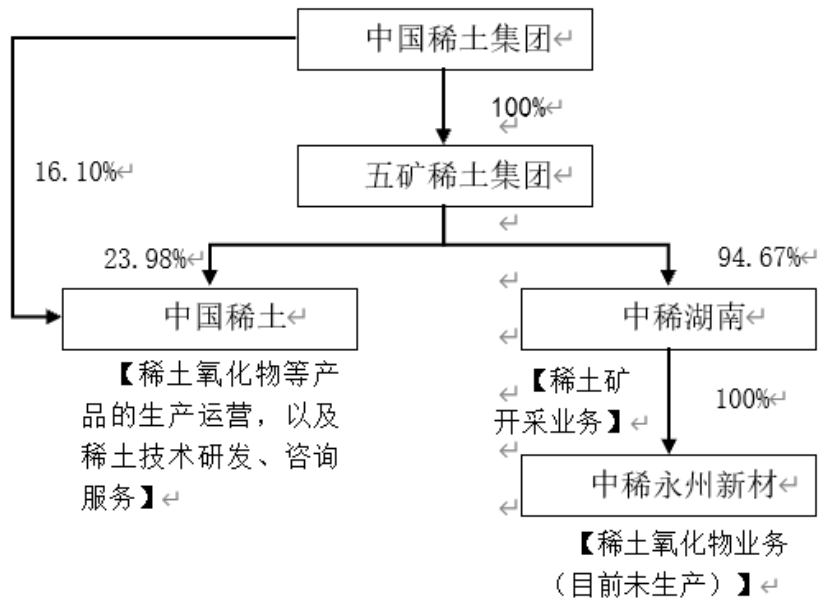 中国稀土集团
100%
16.10%
五矿稀土集团
23.98%
94.67%
中国稀土
中稀湖南
【稀土氧化物等产
品的生产运营，以及
稀土技术研发、咨询
服务】
【稀土矿
开采业务】
100%
中稀永州新材
【稀土氧化物业务
（目前未生产）】